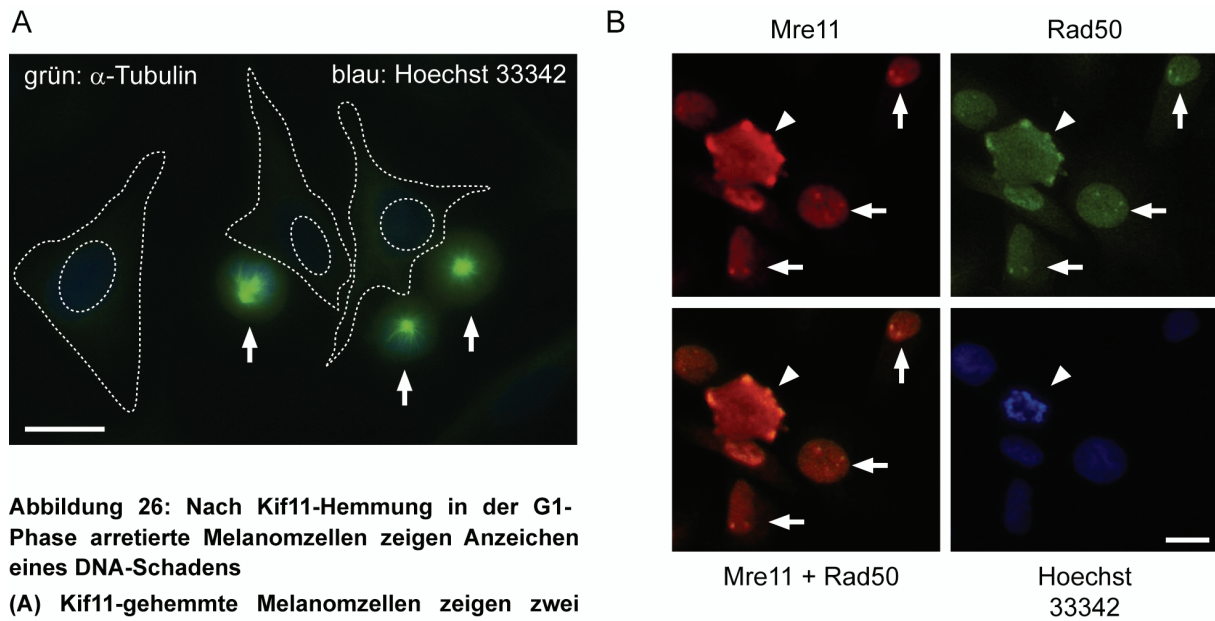 A
grün: α-Tubulin
blau: Hoechst 33342
Abbildung 26: Nach Kif11-Hemmung in der G1-
Phase arretierte Melanomzellen zeigen Anzeichen
eines DNA-Schadens
(A) Kif11-gehemmte Melanomzellen zeigen zwei
B
Mre11
Rad50
Mre11 + Rad50
Hoechst
33342